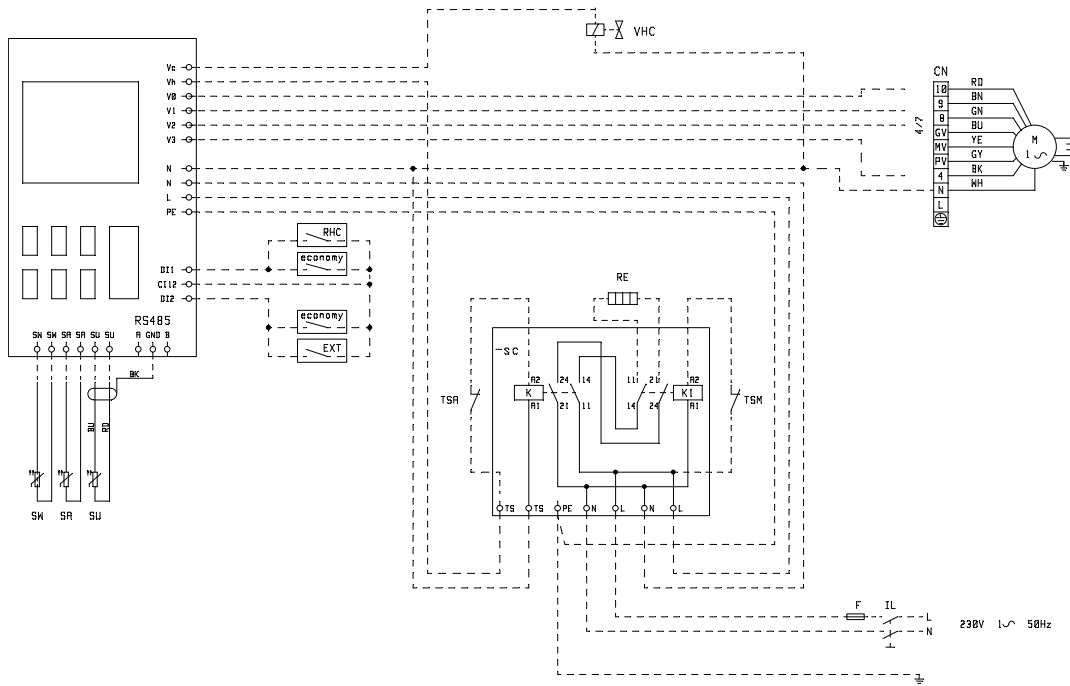 VHC
Vc
Vh
V0
V1
V2
V3
N
N
L
PE
DI1
CI12
DI2
RS485
SW SW SA SA SU SU A GND B
BK
BU
RD
SW SA SU
RHC
economy
economy
EXT
CN
10 RD
9 BN
8 GN
GV BU
MV YE
PV GY
4 BK
N WH
L
4/7
M
1
RE
-SC
TSA
K
A2
A1
24 14
21 11
11 21
14 24
K1
A2
A1
TSM
TS TS PE N L N L
F IL
L
N
230V 1 50Hz